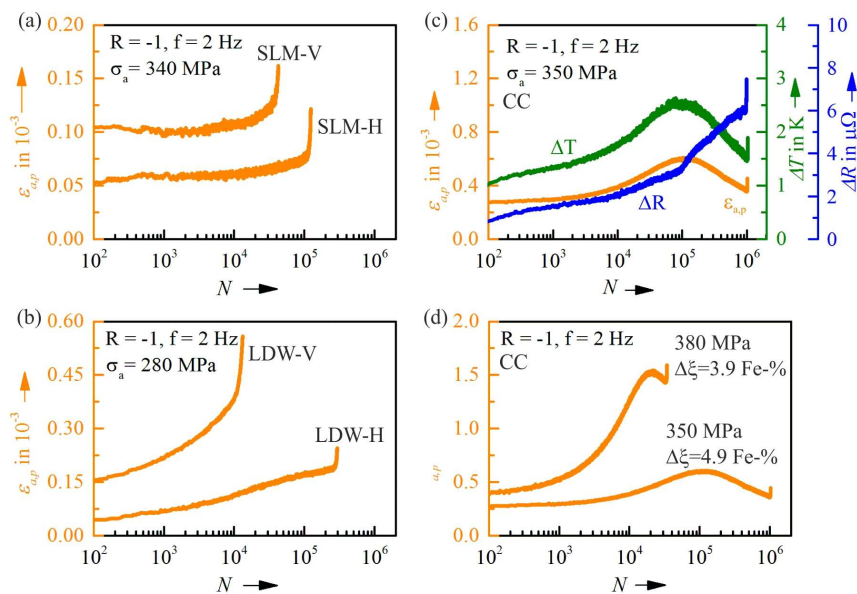 (a)
R = -1, f = 2 Hz
σa = 340 MPa
SLM-V
SLM-H
εa,p in 10-3
0.20
0.15
0.10
0.05
0.00
10² 10³ 10⁴ 10⁵ 10⁶
N
(b)
R = -1, f = 2 Hz
σa = 280 MPa
LDW-V
LDW-H
εa,p in 10-3
0.60
0.45
0.30
0.15
0.00
10² 10³ 10⁴ 10⁵ 10⁶
N
(c)
R = -1, f = 2 Hz
σa = 350 MPa
CC
ΔT
ΔR
εa,p
εa,p in 10-3
1.6
1.2
0.8
0.4
0.0
10² 10³ 10⁴ 10⁵ 10⁶
N
4
3
2
1
0
ΔT in K
10
8
6
4
2
0
ΔR in μΩ
(d)
R = -1, f = 2 Hz
CC
380 MPa
Δξ=3.9 Fe-%
350 MPa
Δξ=4.9 Fe-%
a,p
2.0
1.5
1.0
0.5
0.0
10² 10³ 10⁴ 10⁵ 10⁶
N